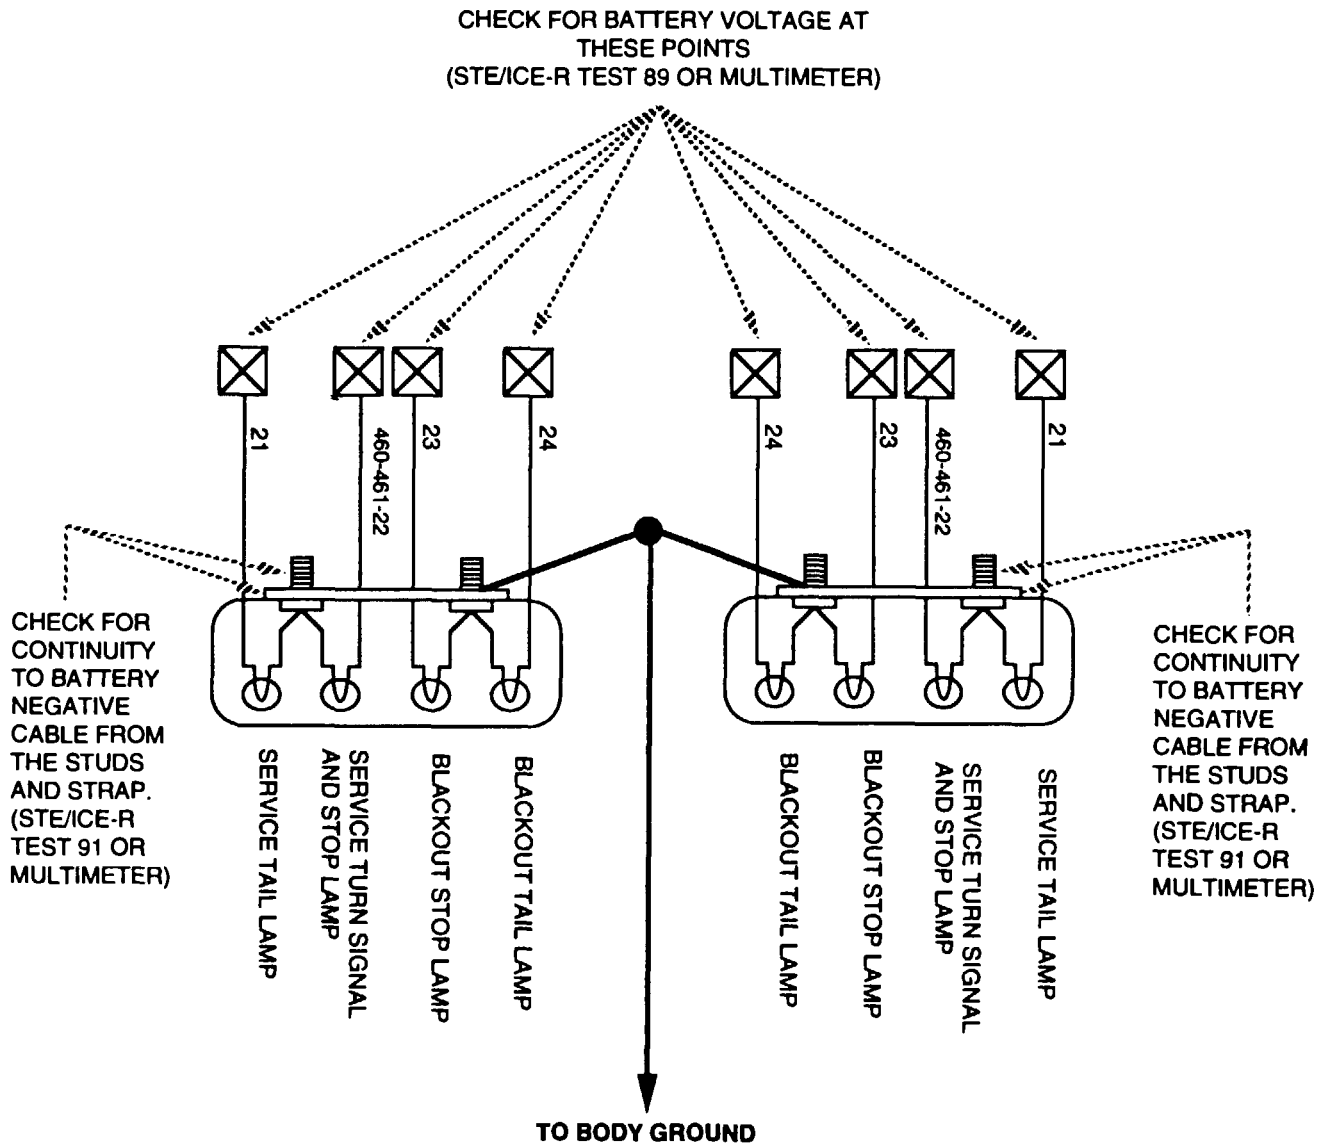 CHECK FOR BATTERY VOLTAGE AT
THESE POINTS
(STE/ICE-R TEST 89 OR MULTIMETER)
21
460-461-22
23
24
24
23
460-461-22
21
CHECK FOR
CONTINUITY
TO BATTERY
NEGATIVE
CABLE FROM
THE STUDS
AND STRAP.
(STE/ICE-R
TEST 91 OR
MULTIMETER)
CHECK FOR
CONTINUITY
TO BATTERY
NEGATIVE
CABLE FROM
THE STUDS
AND STRAP.
(STE/ICE-R
TEST 91 OR
MULTIMETER)
SERVICE TAIL LAMP
SERVICE TURN SIGNAL
AND STOP LAMP
BLACKOUT STOP LAMP
BLACKOUT TAIL LAMP
BLACKOUT TAIL LAMP
BLACKOUT STOP LAMP
SERVICE TURN SIGNAL
AND STOP LAMP
SERVICE TAIL LAMP
TO BODY GROUND